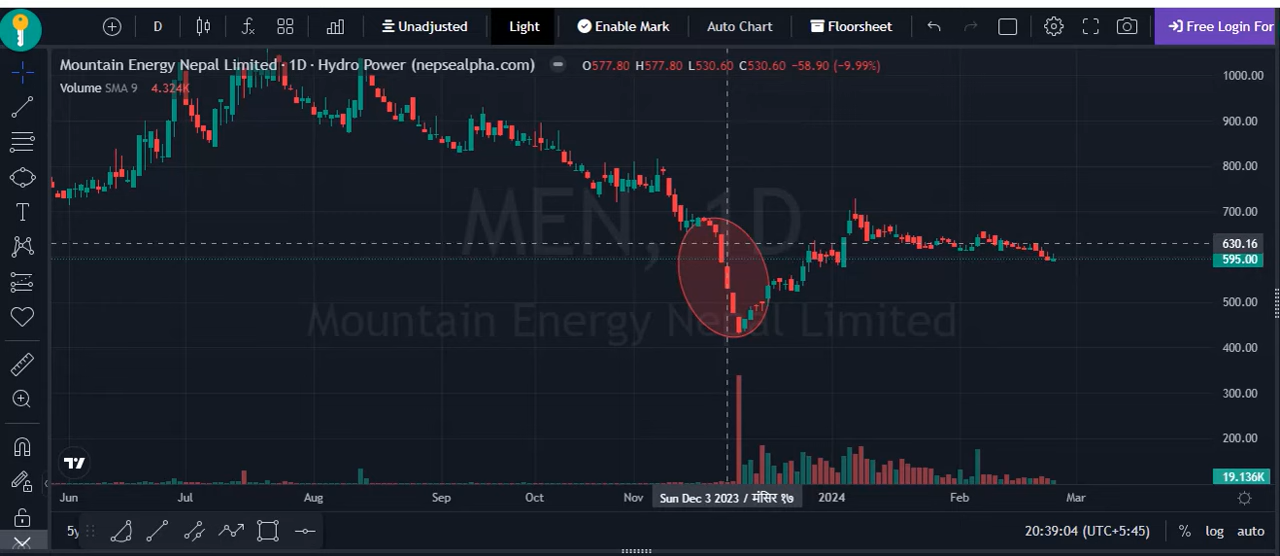 D Unadjusted Light Enable Mark Auto Chart Floorsheet Free Login For
Mountain Energy Nepal Limited · 1D · Hydro Power (nepsealpha.com) O577.80 H577.80 L530.60 C530.60 −58.90 (−9.99%)
Volume SMA 9 4.324K
1000.00
900.00
800.00
700.00
630.16
595.00
500.00
400.00
300.00
200.00
19.136K
MEN, 1D
Mountain Energy Nepal Limited
Jun Jul Aug Sep Oct Nov Sun Dec 3 2023 / मंसिर १७ 2024 Feb Mar
5y 20:39:04 (UTC+5:45) % log auto